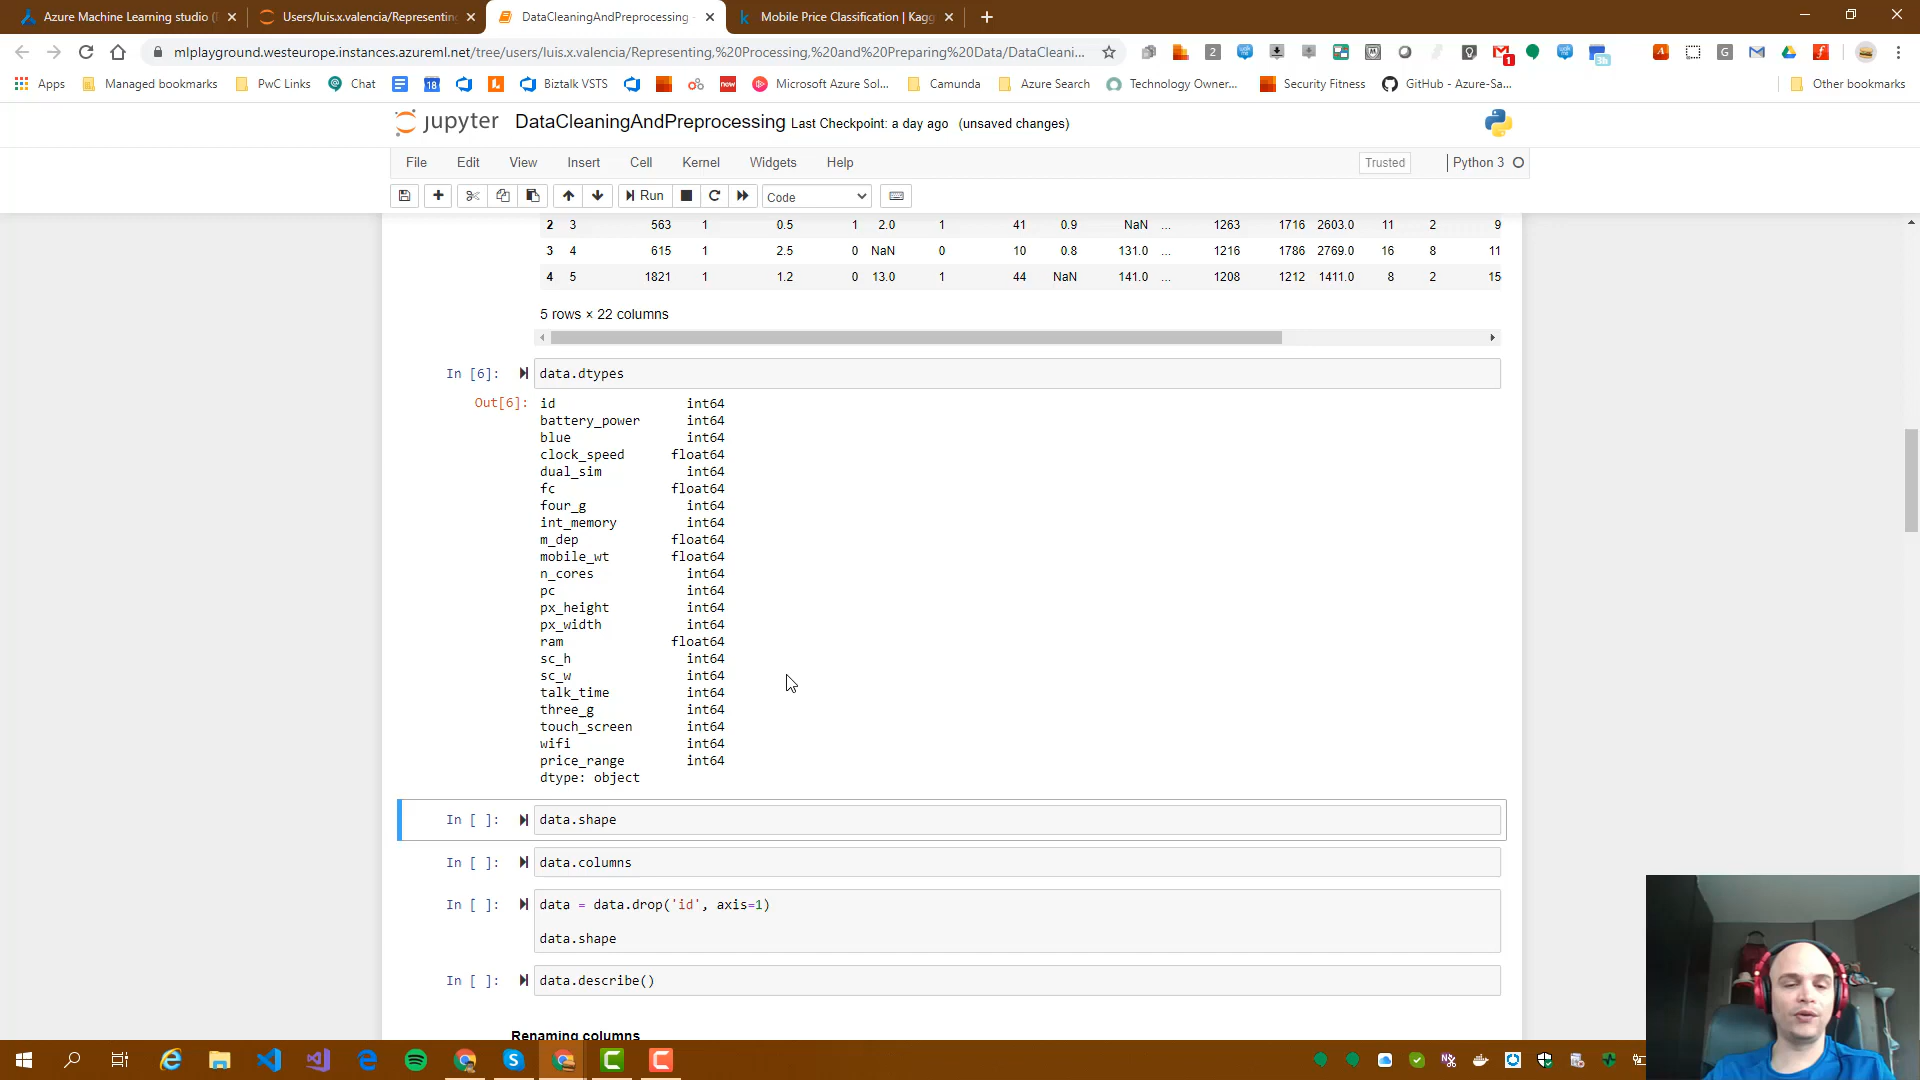 Azure Machine Learning studio (
Users/luis.x.valencia/Representing
DataCleaningAndPreprocessing -
Mobile Price Classification | Kagg
mlplayground.westeurope.instances.azureml.net/tree/users/luis.x.valencia/Representing,%20Processing,%20and%20Preparing%20Data/DataCleani...
Apps
Managed bookmarks
PwC Links
Chat
Biztalk VSTS
Microsoft Azure Sol...
Camunda
Azure Search
Technology Owner...
Security Fitness
GitHub - Azure-Sa...
Other bookmarks
jupyter DataCleaningAndPreprocessing Last Checkpoint: a day ago (unsaved changes)
File Edit View Insert Cell Kernel Widgets Help
Trusted
Python 3
Run
Code
2 3 563 1 0.5 1 2.0 1 41 0.9 NaN ... 1263 1716 2603.0 11 2 9
3 4 615 1 2.5 0 NaN 0 10 0.8 131.0 ... 1216 1786 2769.0 16 8 11
4 5 1821 1 1.2 0 13.0 1 44 NaN 141.0 ... 1208 1212 1411.0 8 2 15
5 rows × 22 columns
In [6]: data.dtypes
Out[6]: id int64
battery_power int64
blue int64
clock_speed float64
dual_sim int64
fc float64
four_g int64
int_memory int64
m_dep float64
mobile_wt float64
n_cores int64
pc int64
px_height int64
px_width int64
ram float64
sc_h int64
sc_w int64
talk_time int64
three_g int64
touch_screen int64
wifi int64
price_range int64
dtype: object
In [ ]: data.shape
In [ ]: data.columns
In [ ]: data = data.drop('id', axis=1)
data.shape
In [ ]: data.describe()
Renaming columns